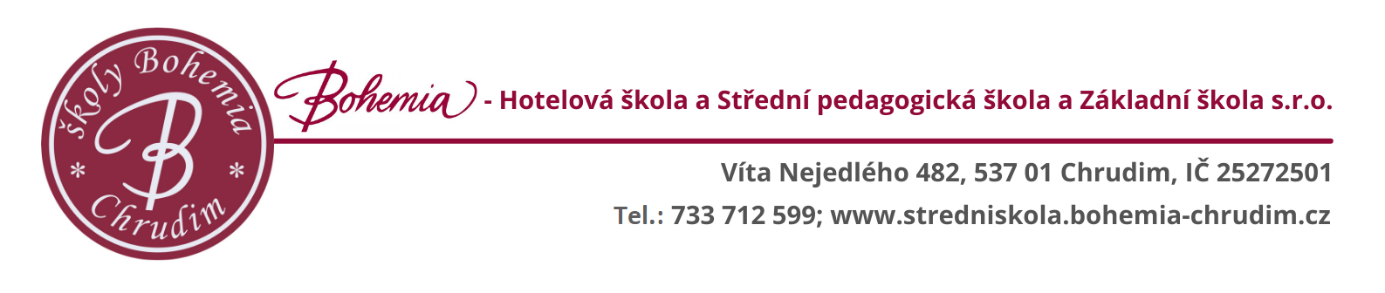 školy Bohemia
B
* Chrudim *
Bohemia - Hotelová škola a Střední pedagogická škola a Základní škola s.r.o.
Víta Nejedlého 482, 537 01 Chrudim, IČ 25272501
Tel.: 733 712 599; www.stredniskola.bohemia-chrudim.cz